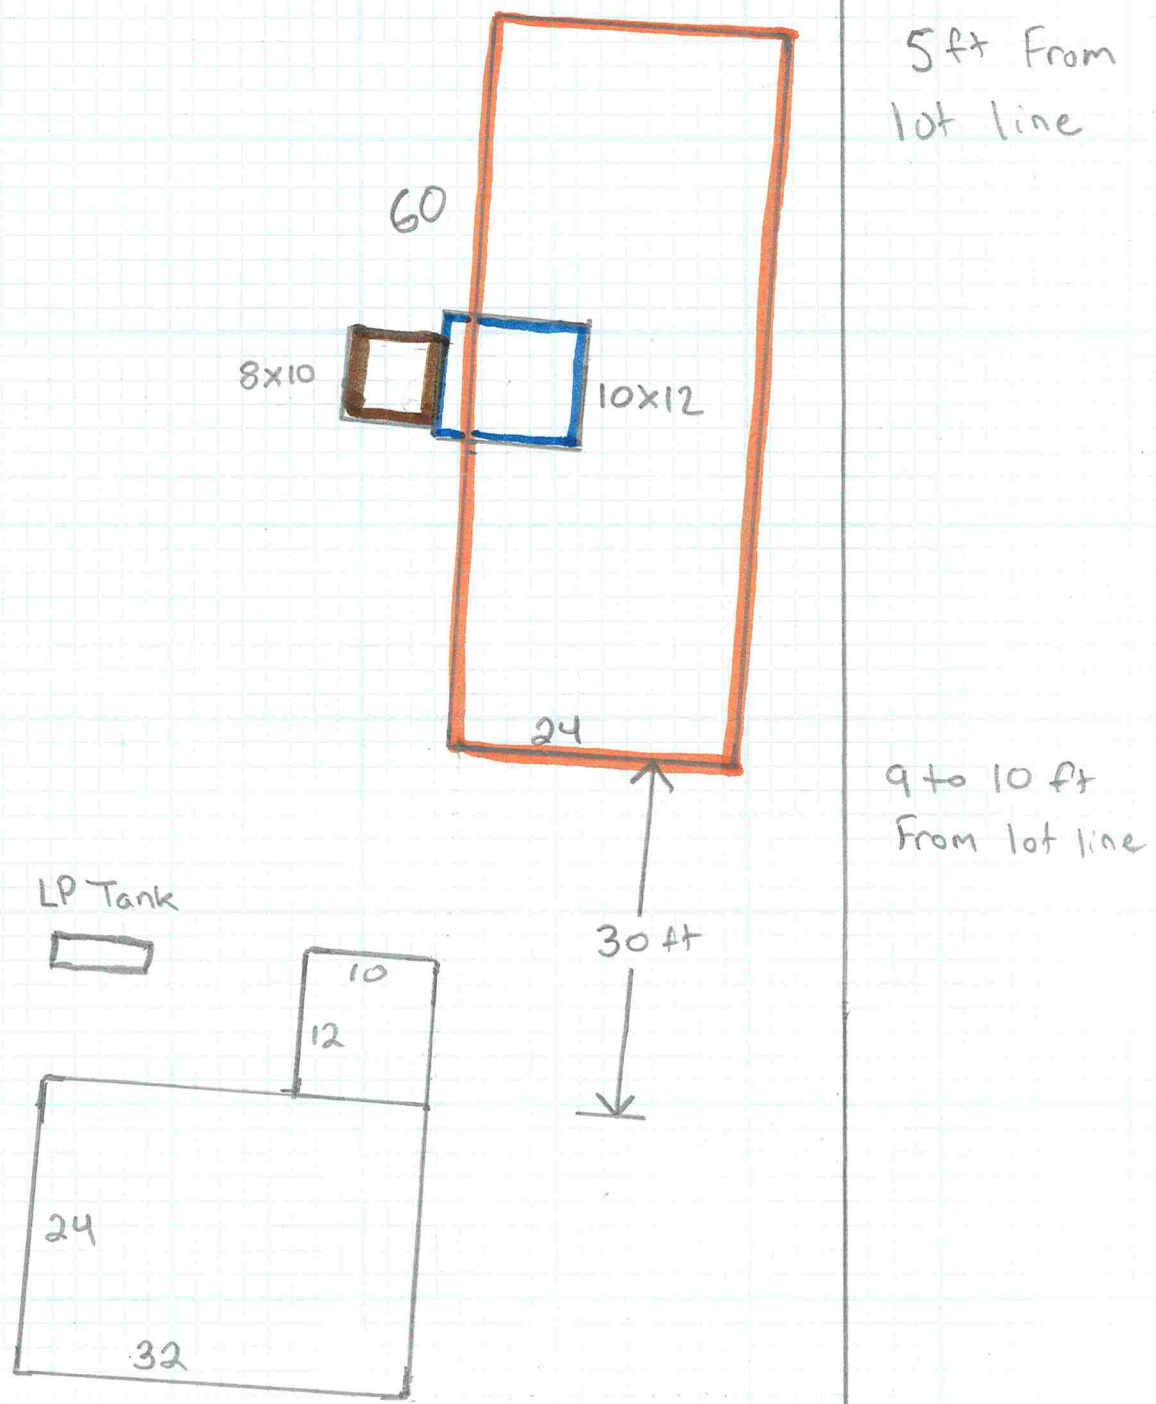 5 ft From
lot line
60
8x10
10x12
24
9 to 10 ft
From lot line
LP Tank
30 ft
10
12
24
32